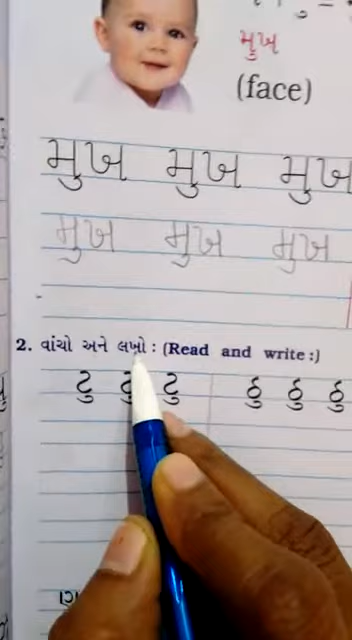 મુખ
(face)
મુખ મુખ મુખ
મુખ મુખ મુખ
2. વાંચો અને લખો : (Read and write :)
ટુ ટુ ટુ ઠુ ઠુ ઠુ